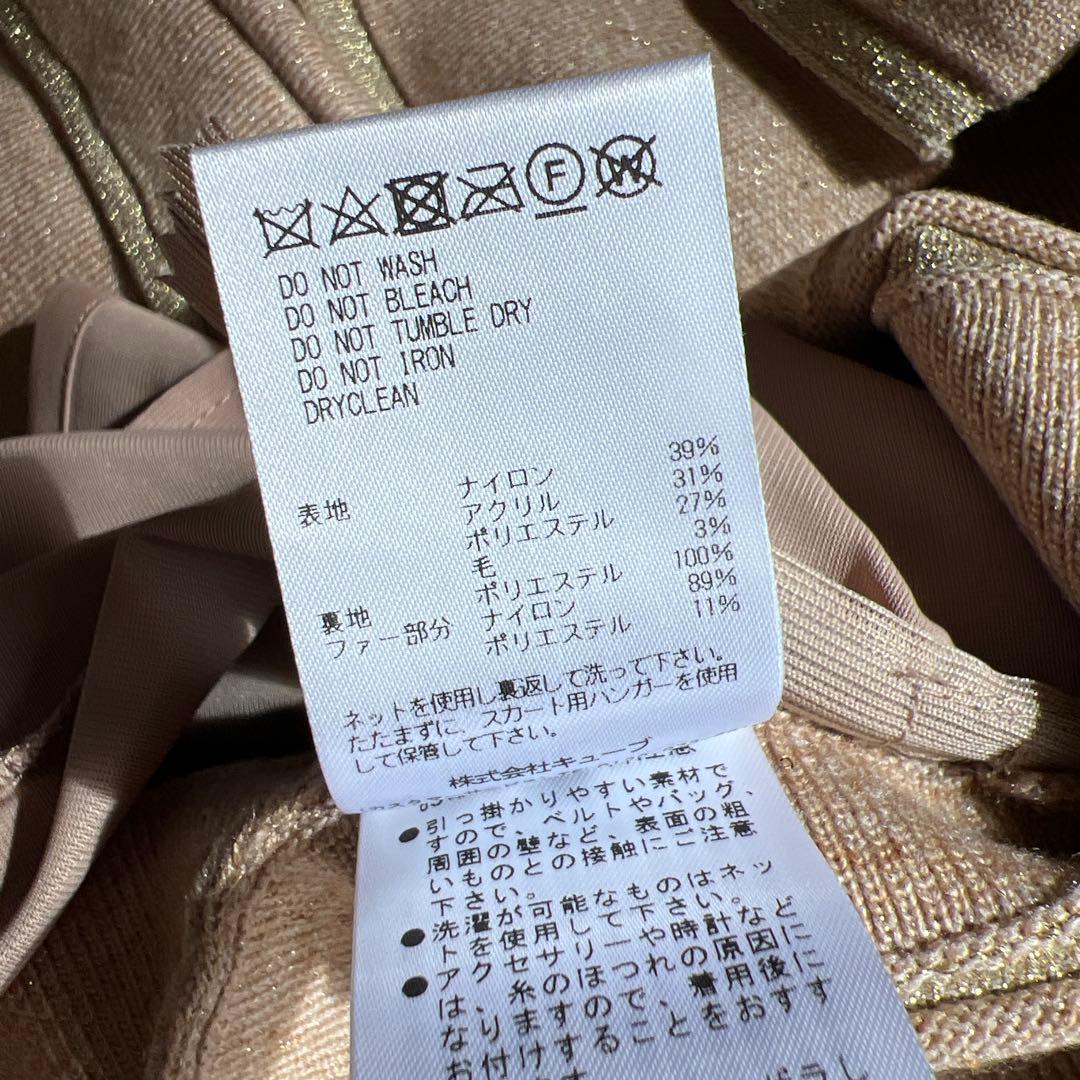 F W
DO NOT WASH
DO NOT BLEACH
DO NOT TUMBLE DRY
DO NOT IRON
DRYCLEAN
表地 ナイロン 39%
アクリル 31%
ポリエステル 27%
毛 3%
裏地 ポリエステル 100%
ファー部分 ナイロン 89%
ポリエステル 11%
ネットを使用し裏返して洗って下さい。
たたまずに、スカート用ハンガーを使用
して保管して下さい。
株式会社キューブ
●引っ掛かりやすい素材で
すので、ベルトやバッグ、
周囲の壁など、表面の粗
いものとの接触にご注意
下さい。
●洗濯が可能なものはネッ
トを使用して下さい。
●アクセサリーや時計など
は、糸のほつれの原因に
なりますので、着用後に
お付けすることをおすす